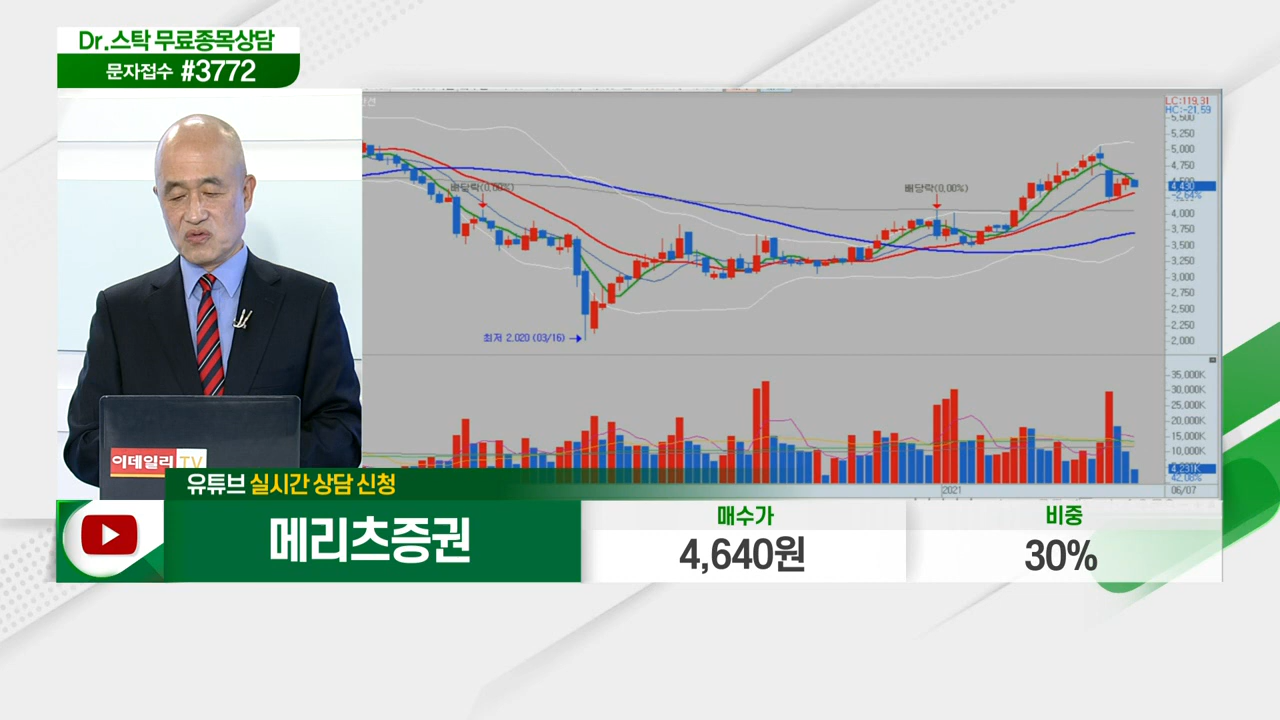 Dr.스탁 무료종목상담
문자접수 #3772
LC:119.31
HC:-21.59
5,500
5,250
5,000
4,750
4,500
4,430
-2.64%
4,000
3,750
3,500
3,250
3,000
2,750
2,500
2,250
2,000
배당락(0.00%)
배당락(0.00%)
최저 2,020 (03/16)
35,000K
30,000K
25,000K
20,000K
15,000K
10,000K
4,231K
42.08%
2021
06/07
이데일리 TV
유튜브 실시간 상담 신청
메리츠증권
매수가
4,640원
비중
30%